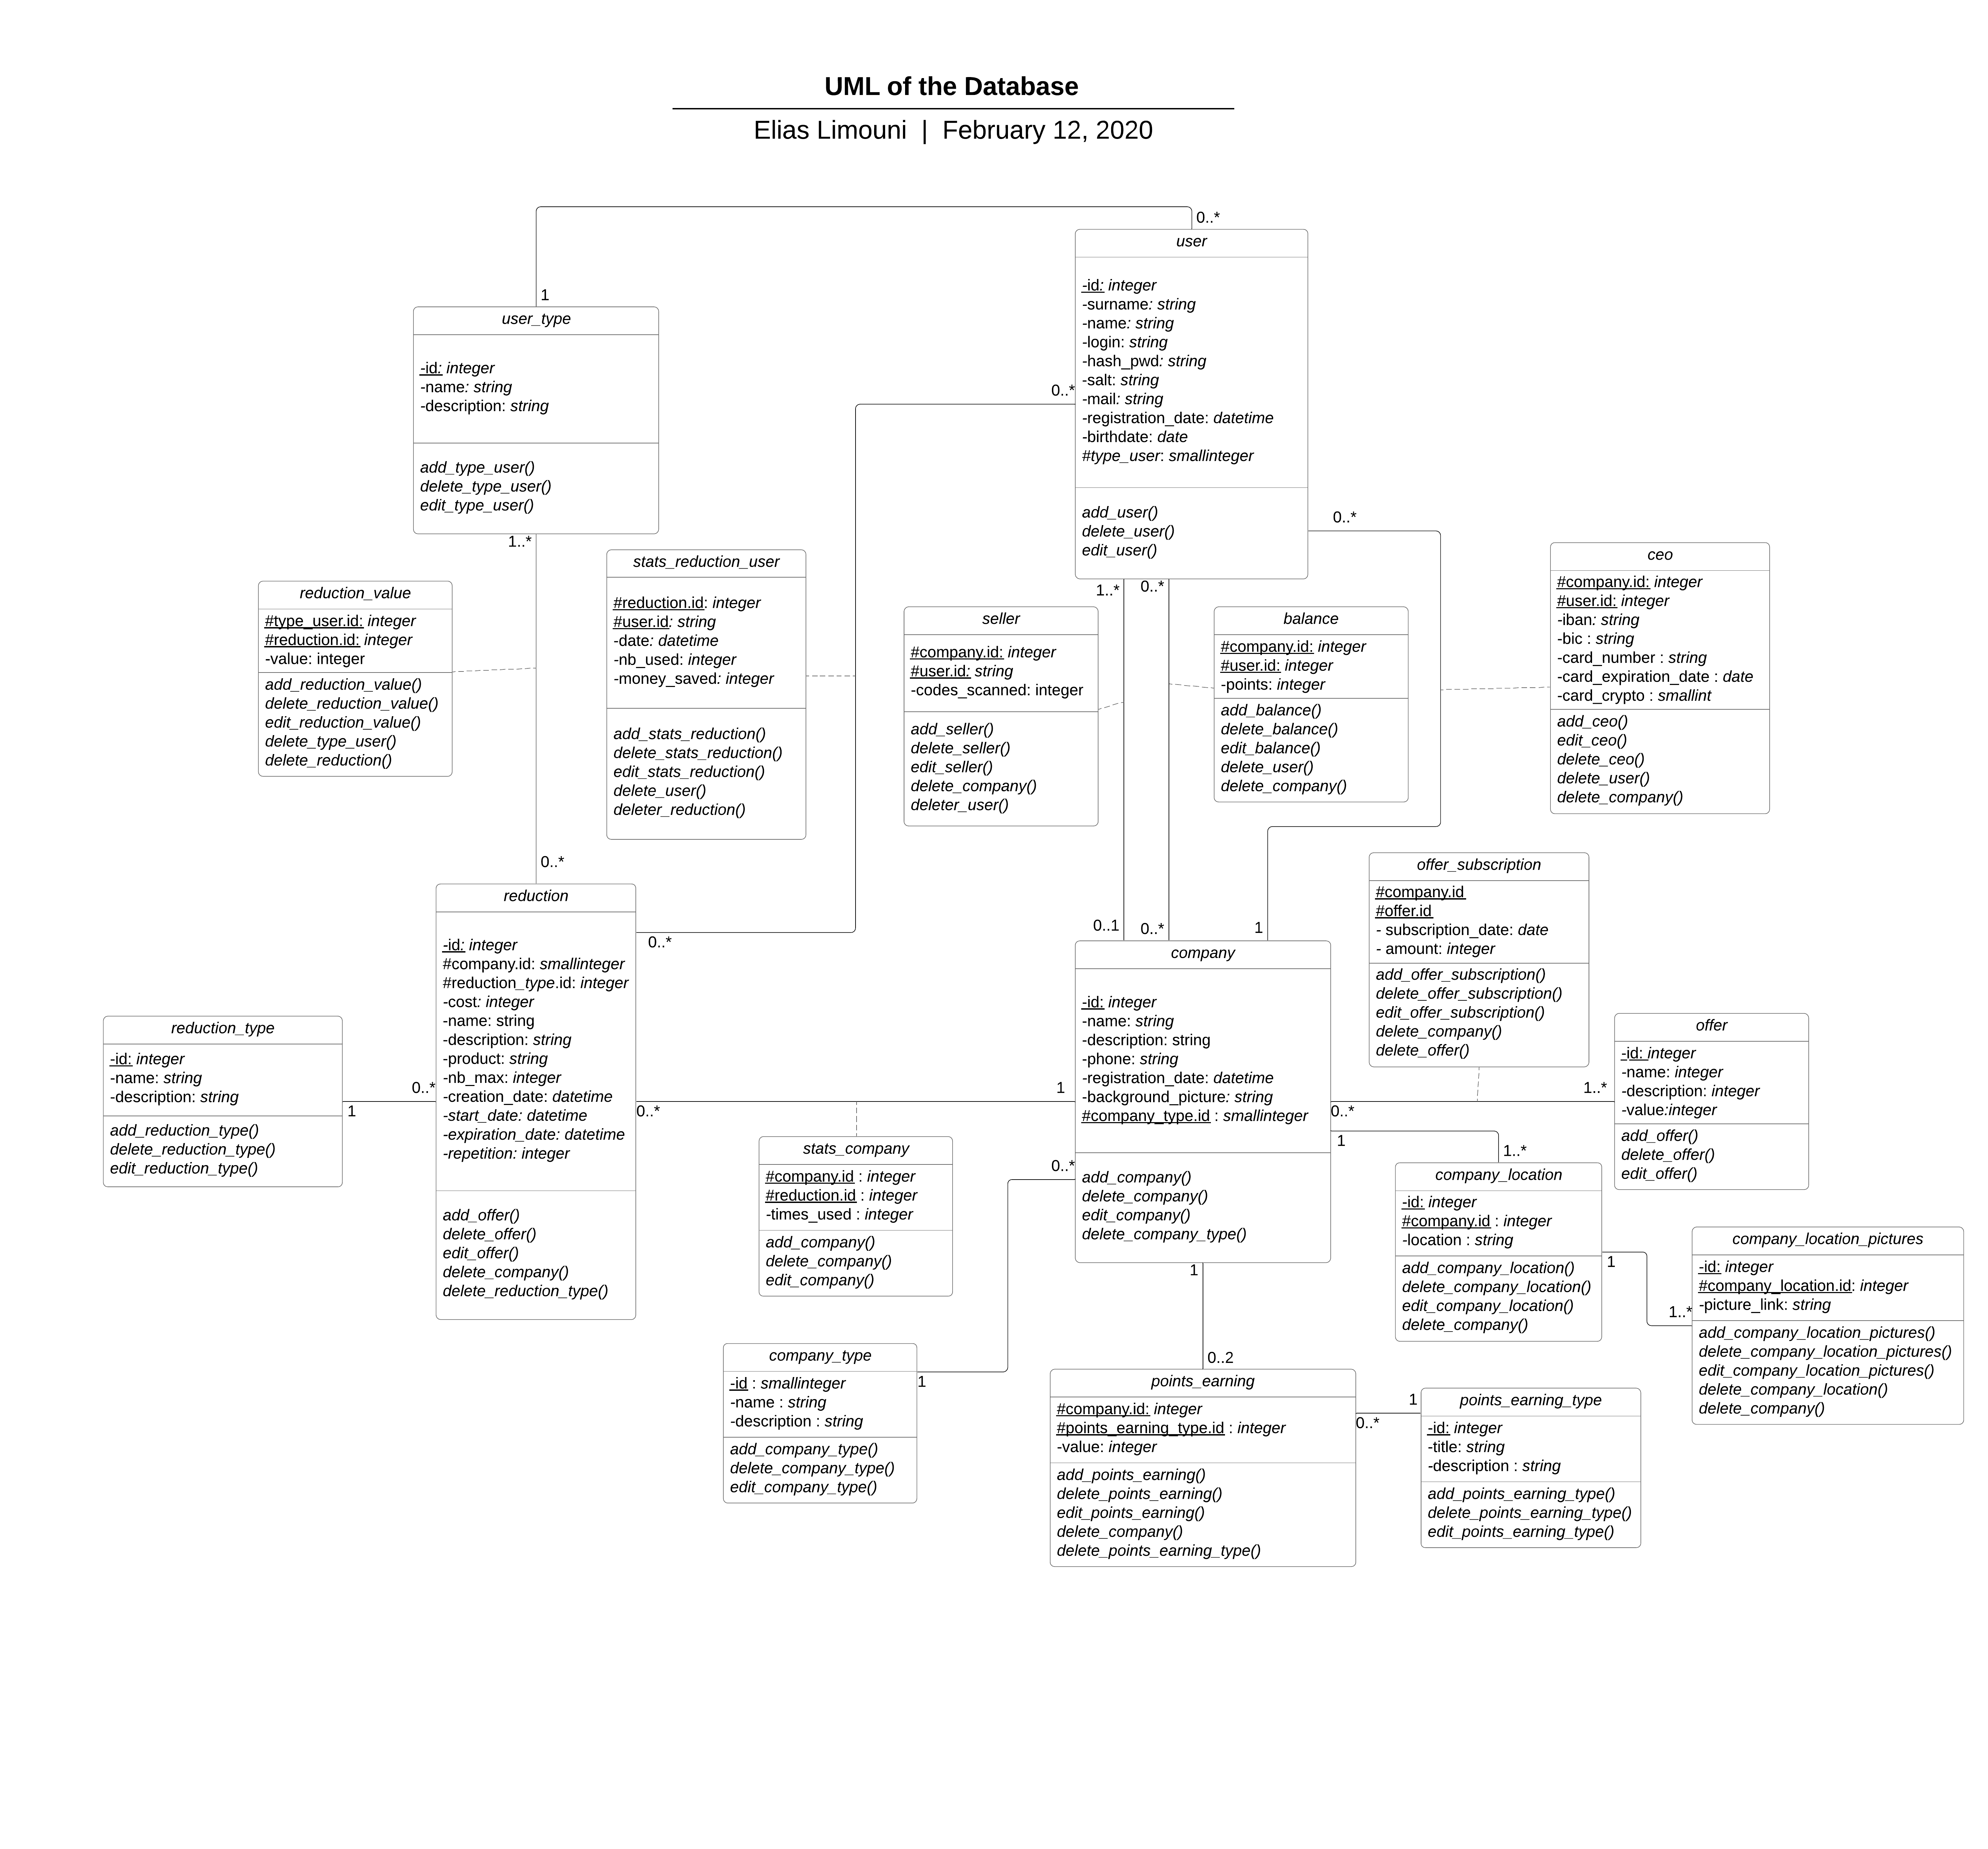 UML of the Database
Elias Limouni | February 12, 2020
0..*
1
user
-id: integer
-surname: string
-name: string
-login: string
-hash_pwd: string
-salt: string
-mail: string
-registration_date: datetime
-birthdate: date
#type_user: smallinteger
add_user()
delete_user()
edit_user()
user_type
-id: integer
-name: string
-description: string
add_type_user()
delete_type_user()
edit_type_user()
0..*
0..*
1..*
1..*
0..*
reduction_value
#type_user.id: integer
#reduction.id: integer
-value: integer
add_reduction_value()
delete_reduction_value()
edit_reduction_value()
delete_type_user()
delete_reduction()
stats_reduction_user
#reduction.id: integer
#user.id: string
-date: datetime
-nb_used: integer
-money_saved: integer
add_stats_reduction()
delete_stats_reduction()
edit_stats_reduction()
delete_user()
deleter_reduction()
seller
#company.id: integer
#user.id: string
-codes_scanned: integer
add_seller()
delete_seller()
edit_seller()
delete_company()
deleter_user()
balance
#company.id: integer
#user.id: integer
-points: integer
add_balance()
delete_balance()
edit_balance()
delete_user()
delete_company()
ceo
#company.id: integer
#user.id: integer
-iban: string
-bic : string
-card_number : string
-card_expiration_date : date
-card_crypto : smallint
add_ceo()
edit_ceo()
delete_ceo()
delete_user()
delete_company()
0..*
0..*
0..1
0..*
1
reduction
-id: integer
#company.id: smallinteger
#reduction_type.id: integer
-cost: integer
-name: string
-description: string
-product: string
-nb_max: integer
-creation_date: datetime
-start_date: datetime
-expiration_date: datetime
-repetition: integer
add_offer()
delete_offer()
edit_offer()
delete_company()
delete_reduction_type()
company
-id: integer
-name: string
-description: string
-phone: string
-registration_date: datetime
-background_picture: string
#company_type.id : smallinteger
add_company()
delete_company()
edit_company()
delete_company_type()
offer_subscription
#company.id
#offer.id
- subscription_date: date
- amount: integer
add_offer_subscription()
delete_offer_subscription()
edit_offer_subscription()
delete_company()
delete_offer()
offer
-id: integer
-name: integer
-description: integer
-value:integer
add_offer()
delete_offer()
edit_offer()
reduction_type
-id: integer
-name: string
-description: string
add_reduction_type()
delete_reduction_type()
edit_reduction_type()
0..*
1
0..*
1
0..*
1..*
1
1..*
0..*
stats_company
#company.id : integer
#reduction.id : integer
-times_used : integer
add_company()
delete_company()
edit_company()
company_location
-id: integer
#company.id : integer
-location : string
add_company_location()
delete_company_location()
edit_company_location()
delete_company()
company_location_pictures
-id: integer
#company_location.id: integer
-picture_link: string
add_company_location_pictures()
delete_company_location_pictures()
edit_company_location_pictures()
delete_company_location()
delete_company()
1
1..*
1
0..2
company_type
-id : smallinteger
-name : string
-description : string
add_company_type()
delete_company_type()
edit_company_type()
1
points_earning
#company.id: integer
#points_earning_type.id : integer
-value: integer
add_points_earning()
delete_points_earning()
edit_points_earning()
delete_company()
delete_points_earning_type()
1
0..*
points_earning_type
-id: integer
-title: string
-description : string
add_points_earning_type()
delete_points_earning_type()
edit_points_earning_type()